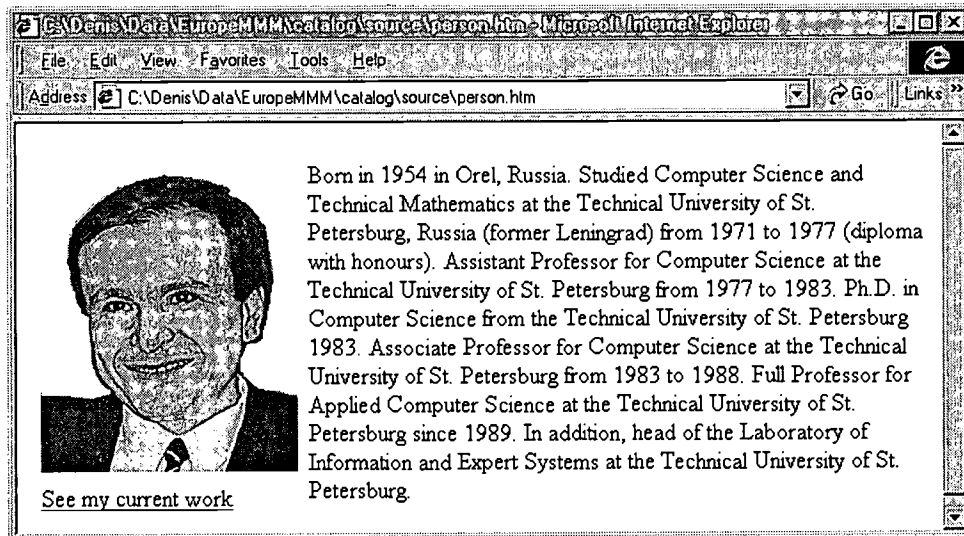 C:\Denis\Data\EuropeMMM\catalog\source\person.htm - Microsoft Internet Explorer
File Edit View Favorites Tools Help
Address C:\Denis\Data\EuropeMMM\catalog\source\person.htm Go Links »
Born in 1954 in Orel, Russia. Studied Computer Science and
Technical Mathematics at the Technical University of St.
Petersburg, Russia (former Leningrad) from 1971 to 1977 (diploma
with honours). Assistant Professor for Computer Science at the
Technical University of St. Petersburg from 1977 to 1983. Ph.D. in
Computer Science from the Technical University of St. Petersburg
1983. Associate Professor for Computer Science at the Technical
University of St. Petersburg from 1983 to 1988. Full Professor for
Applied Computer Science at the Technical University of St.
Petersburg since 1989. In addition, head of the Laboratory of
Information and Expert Systems at the Technical University of St.
Petersburg.
See my current work